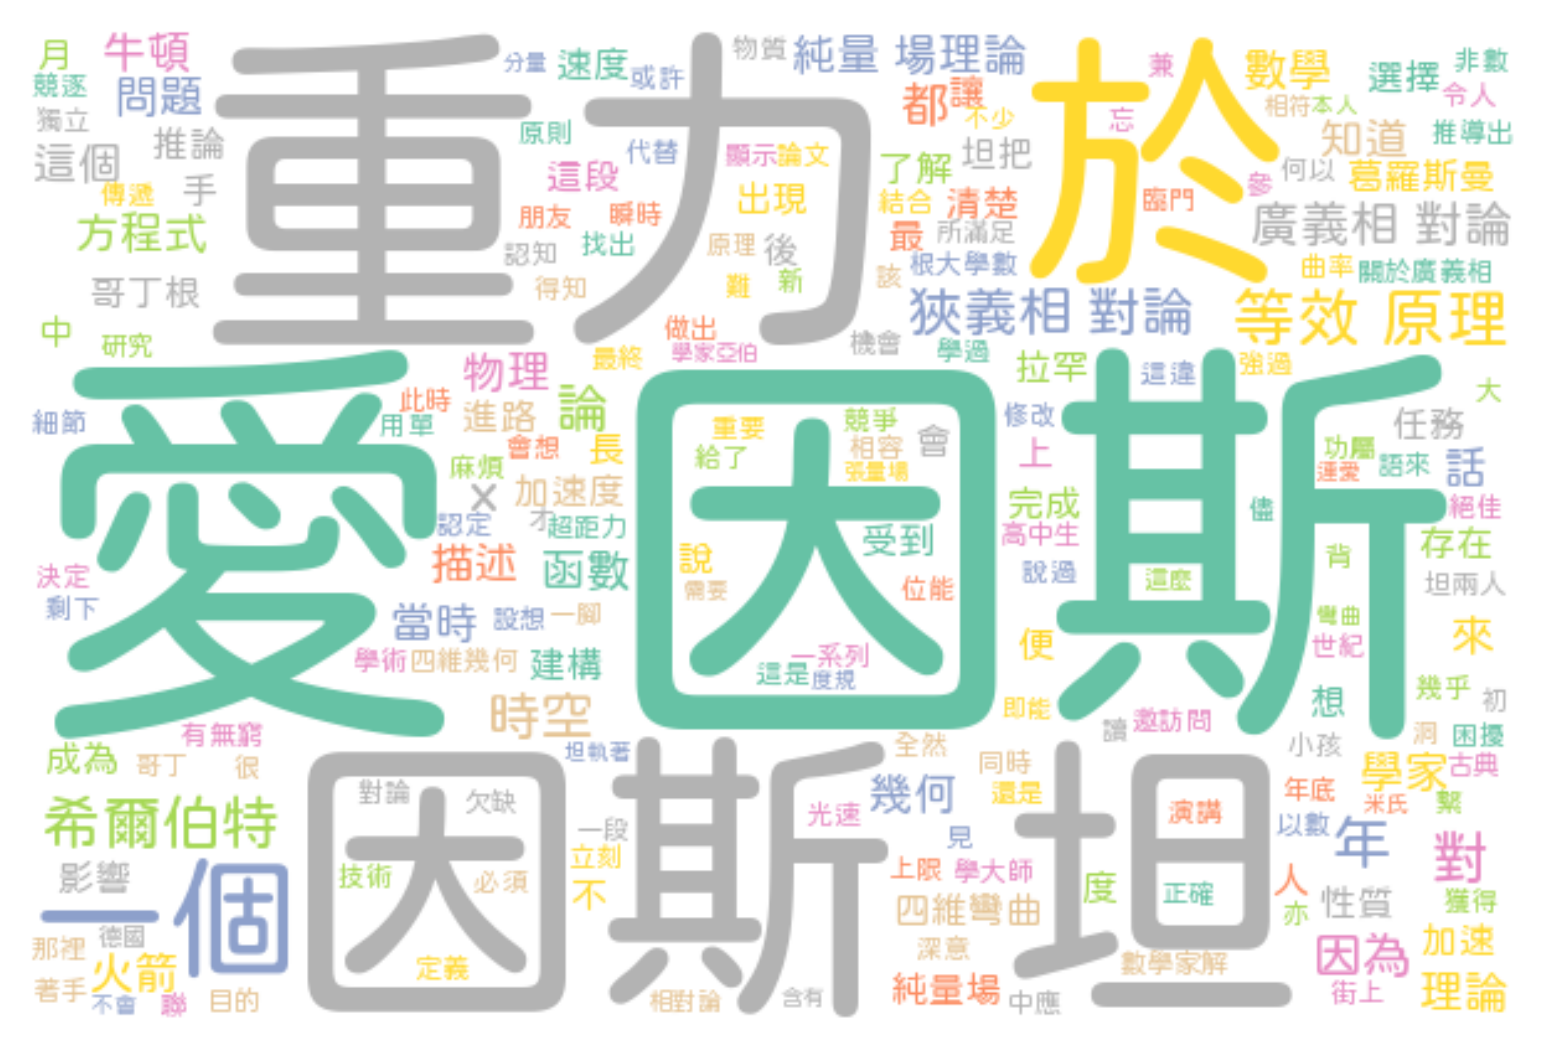 重力
於
愛因斯
因斯坦
一個
月
牛頓
競逐
問題
獨立
推論
這個
傳遞
手
方程式
哥丁根
中
研究
分量
速度
或許
物質
純量 場理論
原則
代替
顯示
論文
這段
出現
朋友
瞬時
認知
找出
原理
後
得知
難
新
做出
學家亞伯
機會
最終
都
讓
不少
了解
坦把
結合
清楚
最
所滿足
該
根大學數
狹義相 對論
學過
兼
忘
數學
相符
本人
選擇
非數
令人
知道
推導出
參
何以
葛羅斯曼
臨門
廣義相 對論
曲率
關於廣義相
等效 原理
強過
這違
拉罕
修改
上
完成
高中生
說過
儘
這麼
便
大
任務
功屬
運愛
語來
話
絕佳
背
存在
坦兩人
彎曲
世紀
來
想
幾乎
初
邀訪問
讀
小孩
洞
困擾
細節
此時
用單
物理
進路
論
會想
長
麻煩
x
加速度
認定
才
超距力
描述
函數
決定
剩下
當時
設想
一腳
學術
四維幾何
建構
時空
有無窮
坦執著
重要
競爭
給了
相容
會
張量場
受到
說
需要
位能
一系列
這是
度規
即能
成為
哥丁
很
希爾伯特
影響
德國
那裡
火箭
著手
不會
聯
目的
對論
欠缺
技術
必須
定義
一段
立刻
不
相對論
光速
含有
全然
同時
還是
幾何
見
上限
學大師
四維彎曲
深意
純量場
中應
度
演講
正確
數學家解
學家
古典
年底
米氏
繫
以數
年
對
人
亦
性質
獲得
因為
加速
街上
理論